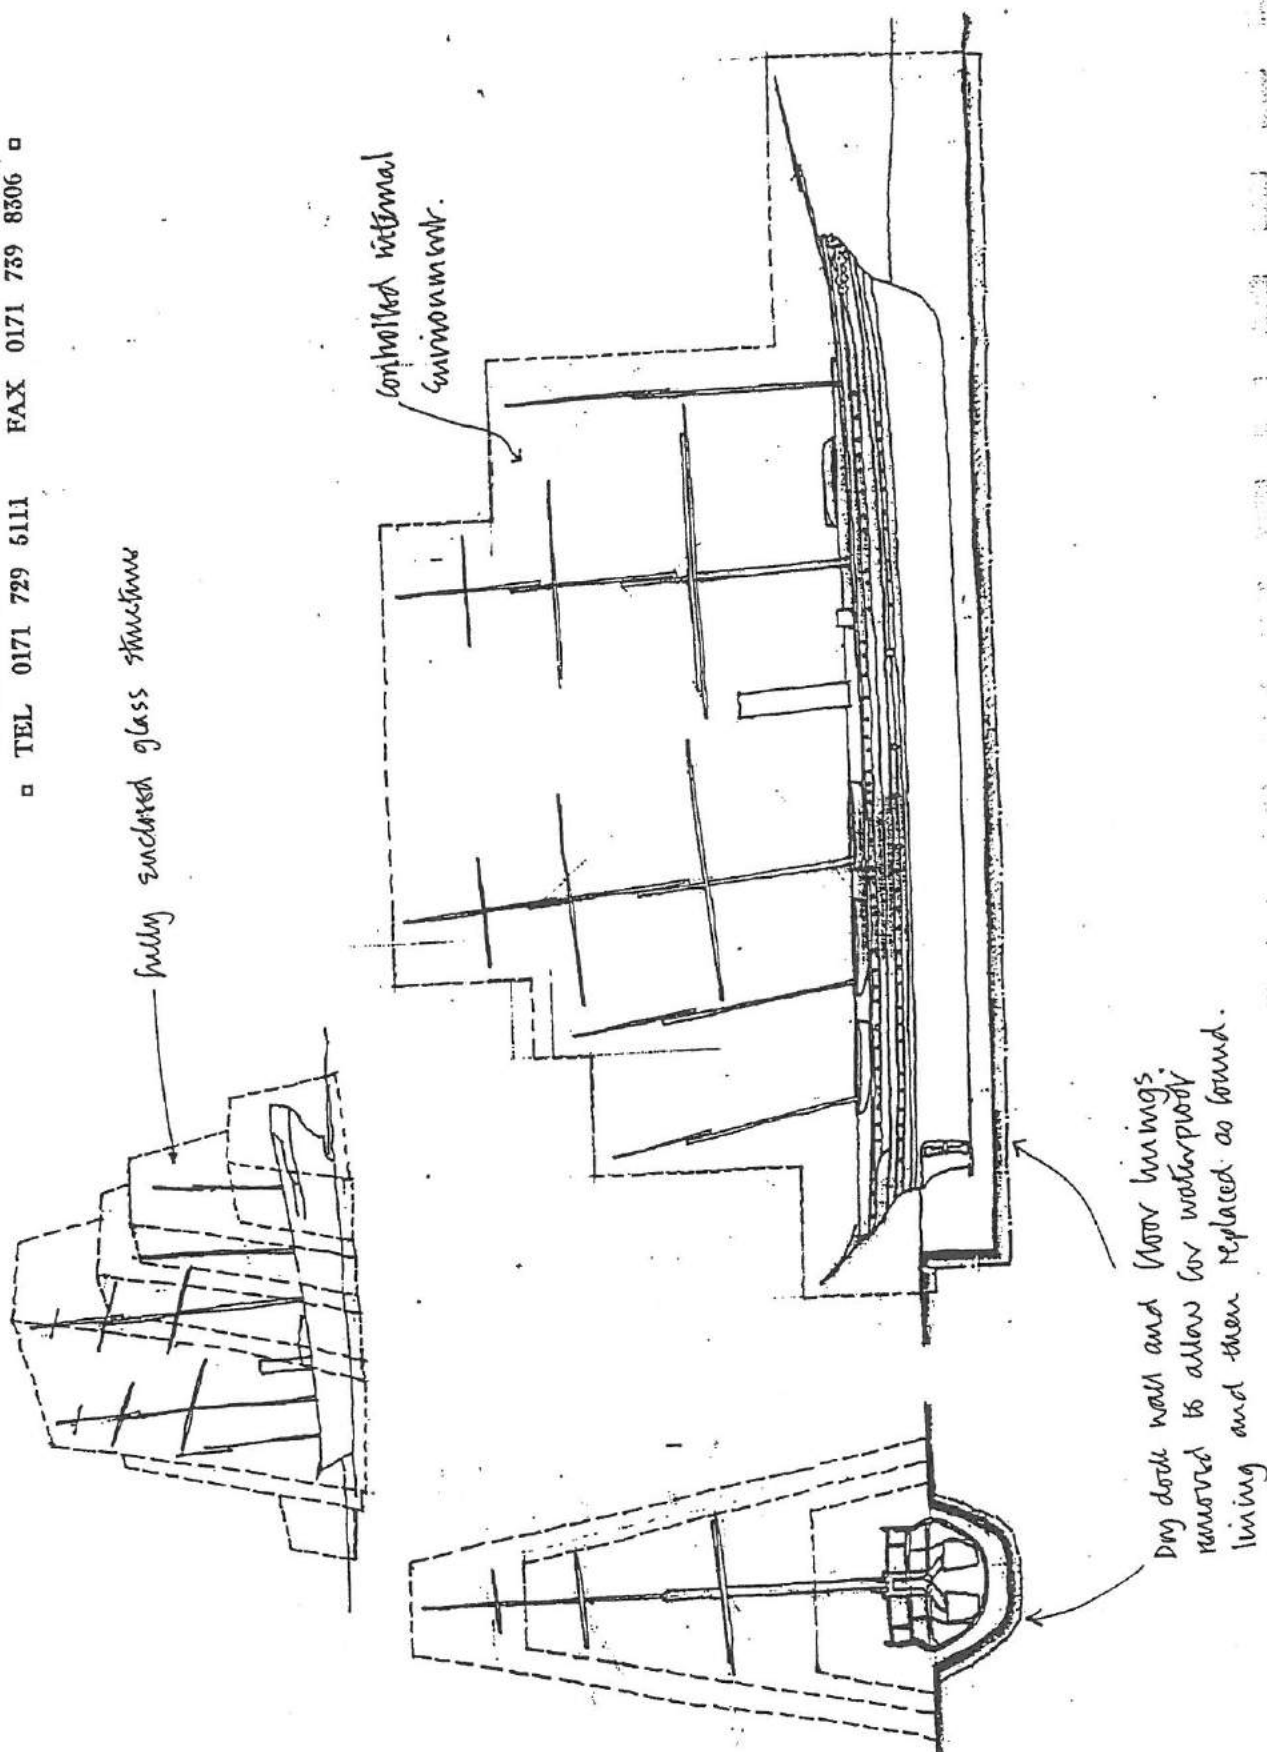 ▫ TEL 0171 729 5111 FAX 0171 739 8306 ▫
fully enclosed glass structure
Controlled internal
environment.
Dry dock wall and floor linings
removed to allow for waterproof
lining and then replaced as found.